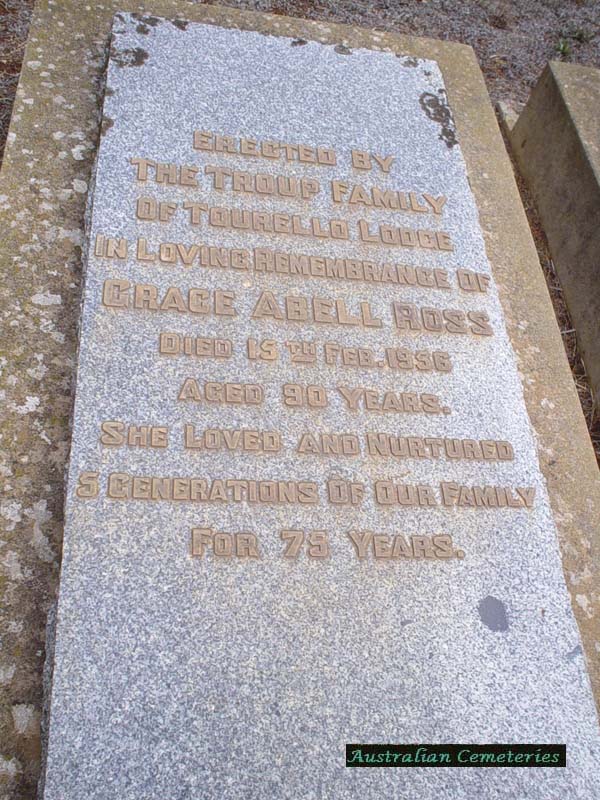 ERECTED BY
THE TROUP FAMILY
OF TOURELLO LODGE
IN LOVING REMEMBRANCE OF
GRACE ABELL ROSS
DIED 15TH FEB. 1956
AGED 90 YEARS.
SHE LOVED AND NURTURED
5 GENERATIONS OF OUR FAMILY
FOR 75 YEARS.
Australian Cemeteries